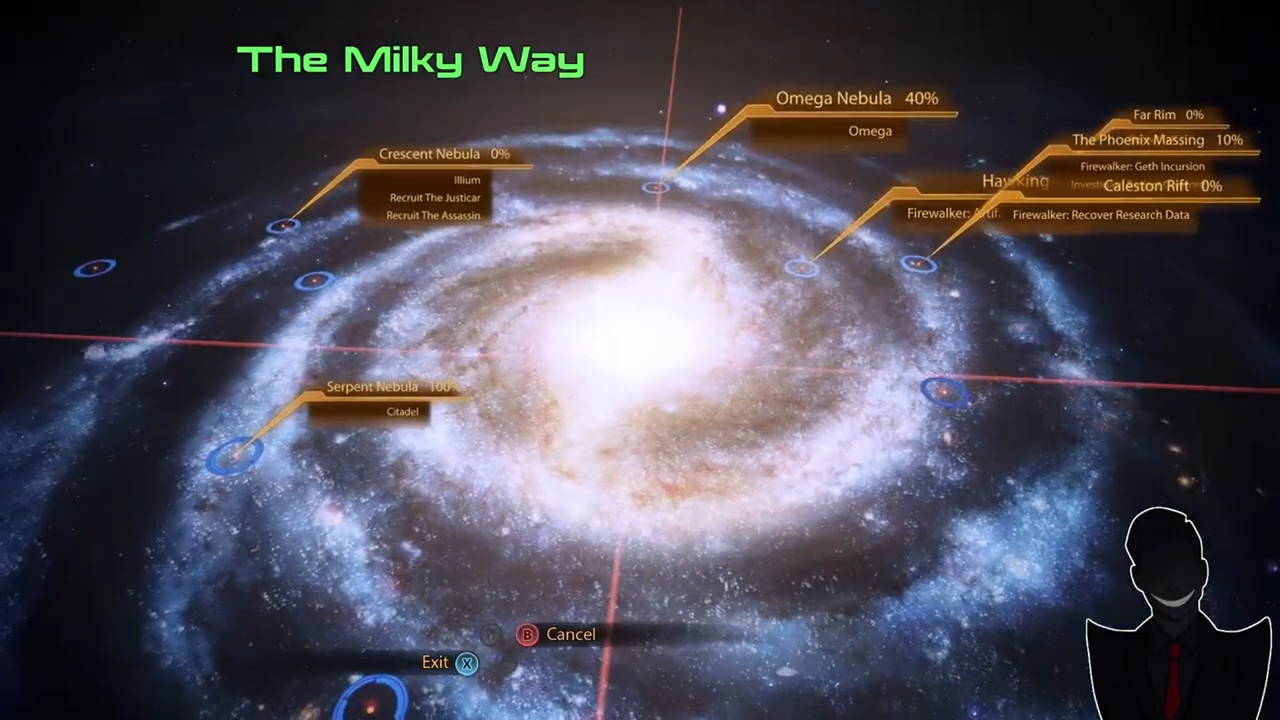 The Milky Way
Omega Nebula 40%
Omega
Far Rim 0%
The Phoenix Massing 10%
Firewalker: Geth Incursion
Crescent Nebula 0%
Illium
Recruit The Justicar
Recruit The Assassin
Hawking
Caleston Rift 0%
Firewalker:
Firewalker: Recover Research Data
Serpent Nebula 100%
Citadel
B Cancel
Exit X